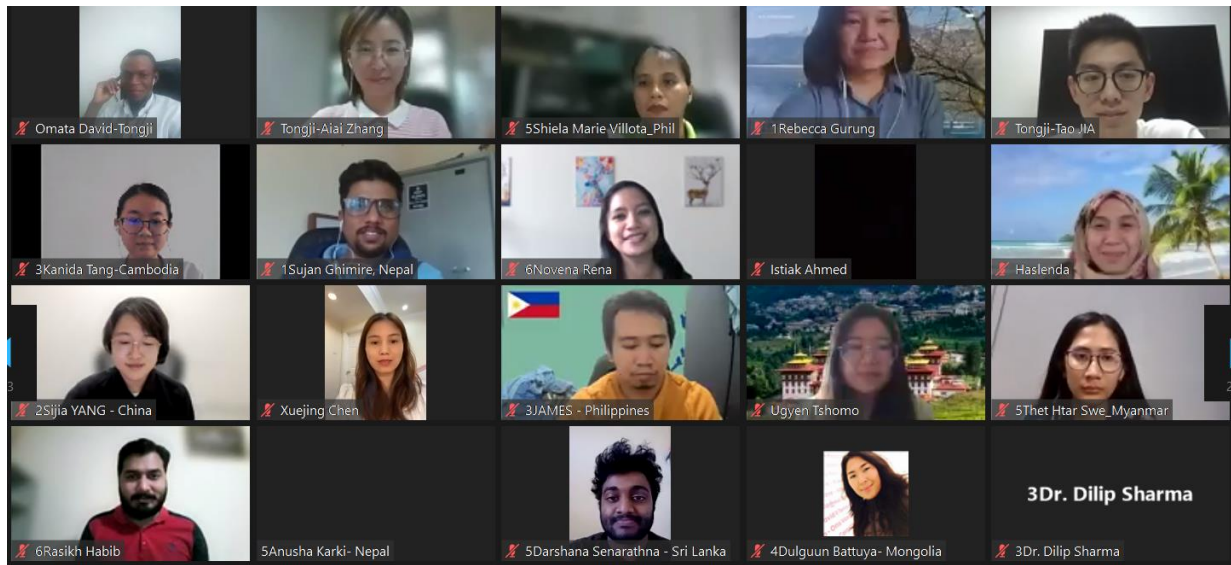 Omata David-Tongji
Tongji-Aiai Zhang
5Shiela Marie Villota_Phil
1Rebecca Gurung
Tongji-Tao JIA
3Kanida Tang-Cambodia
1Sujan Ghimire, Nepal
6Novena Rena
Istiak Ahmed
Haslenda
2Sijia YANG - China
Xuejing Chen
3JAMES - Philippines
Ugyen Tshomo
5Thet Htar Swe_Myanmar
6Rasikh Habib
5Anusha Karki- Nepal
5Darshana Senarathna - Sri Lanka
4Dulguun Battuya- Mongolia
3Dr. Dilip Sharma
3Dr. Dilip Sharma